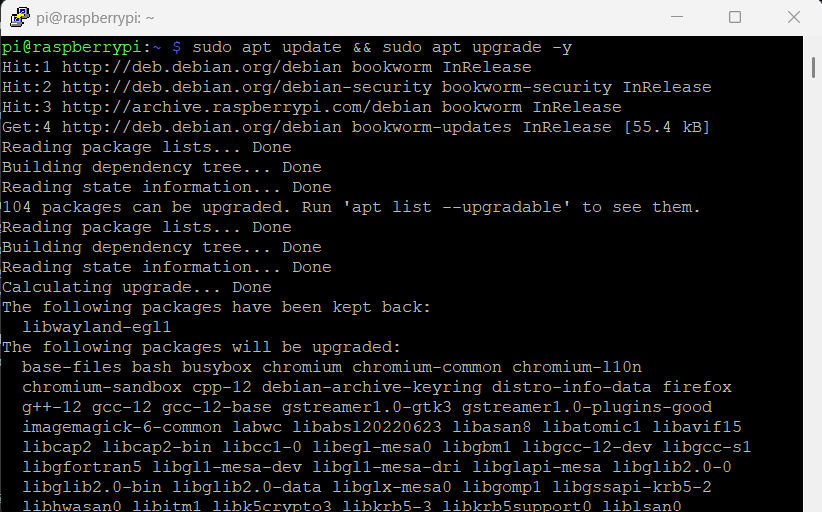 pi@raspberrypi: ~
pi@raspberrypi:~ $ sudo apt update && sudo apt upgrade -y
Hit:1 http://deb.debian.org/debian bookworm InRelease
Hit:2 http://deb.debian.org/debian-security bookworm-security InRelease
Hit:3 http://archive.raspberrypi.com/debian bookworm InRelease
Get:4 http://deb.debian.org/debian bookworm-updates InRelease [55.4 kB]
Reading package lists... Done
Building dependency tree... Done
Reading state information... Done
104 packages can be upgraded. Run 'apt list --upgradable' to see them.
Reading package lists... Done
Building dependency tree... Done
Reading state information... Done
Calculating upgrade... Done
The following packages have been kept back:
  libwayland-egl1
The following packages will be upgraded:
  base-files bash busybox chromium chromium-common chromium-l10n
  chromium-sandbox cpp-12 debian-archive-keyring distro-info-data firefox
  g++-12 gcc-12 gcc-12-base gstreamer1.0-gtk3 gstreamer1.0-plugins-good
  imagemagick-6-common labwc libabsl20220623 libasan8 libatomic1 libavif15
  libcap2 libcap2-bin libcc1-0 libegl-mesa0 libgbm1 libgcc-12-dev libgcc-s1
  libgfortran5 libgl1-mesa-dev libgl1-mesa-dri libglapi-mesa libglib2.0-0
  libglib2.0-bin libglib2.0-data libglx-mesa0 libgomp1 libgssapi-krb5-2
  libhwasan0 libitm1 libk5crypto3 libkrb5-3 libkrb5support0 liblsan0